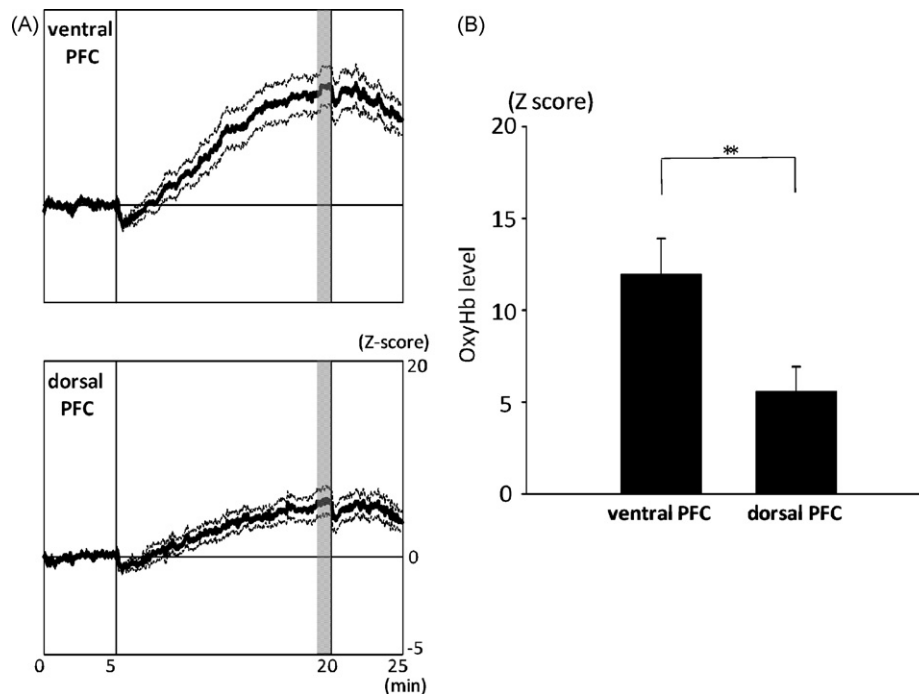 (A)
ventral
PFC
(Z-score)
20
dorsal
PFC
0
-5
0 5 20 25
(min)
(B)
(Z score)
20
**
15
10
5
0
OxyHb level
ventral PFC dorsal PFC